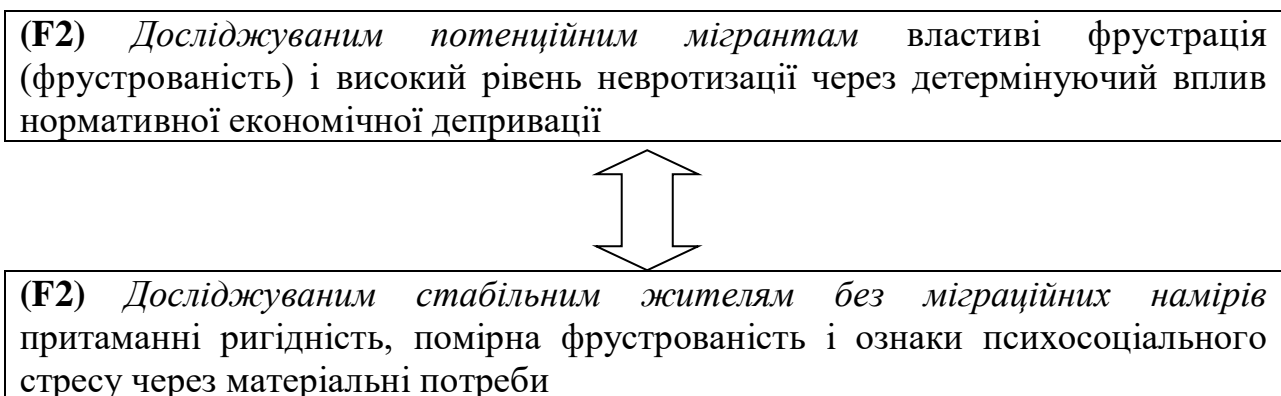 (F2) Досліджуваним потенційним мігрантам властиві фрустрація
(фрустрованість) і високий рівень невротизації через детермінуючий вплив
нормативної економічної депривації
(F2) Досліджуваним стабільним жителям без міграційних намірів
притаманні ригідність, помірна фрустрованість і ознаки психосоціального
стресу через матеріальні потреби